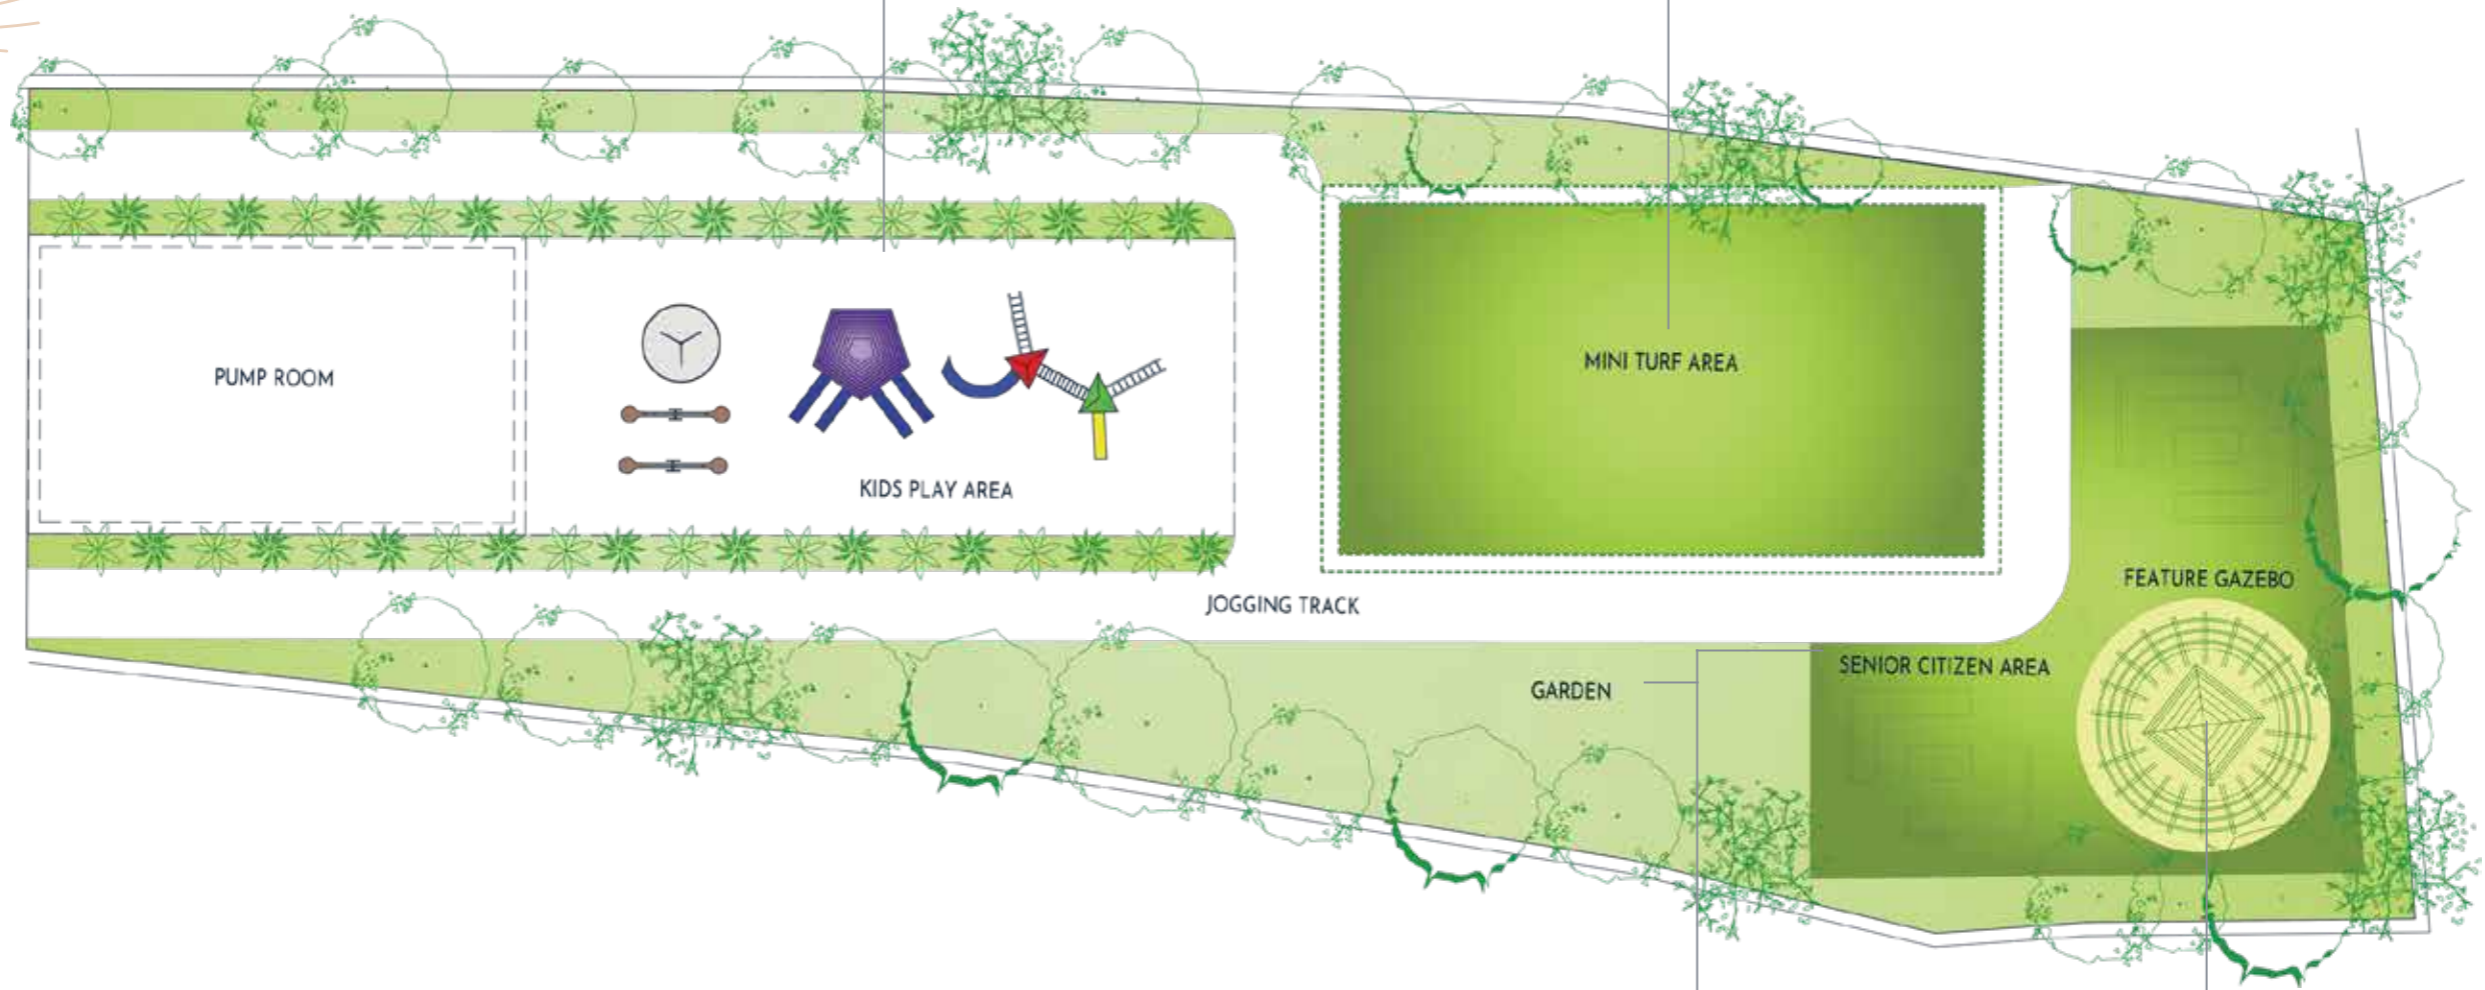 PUMP ROOM
KIDS PLAY AREA
MINI TURF AREA
JOGGING TRACK
FEATURE GAZEBO
SENIOR CITIZEN AREA
GARDEN